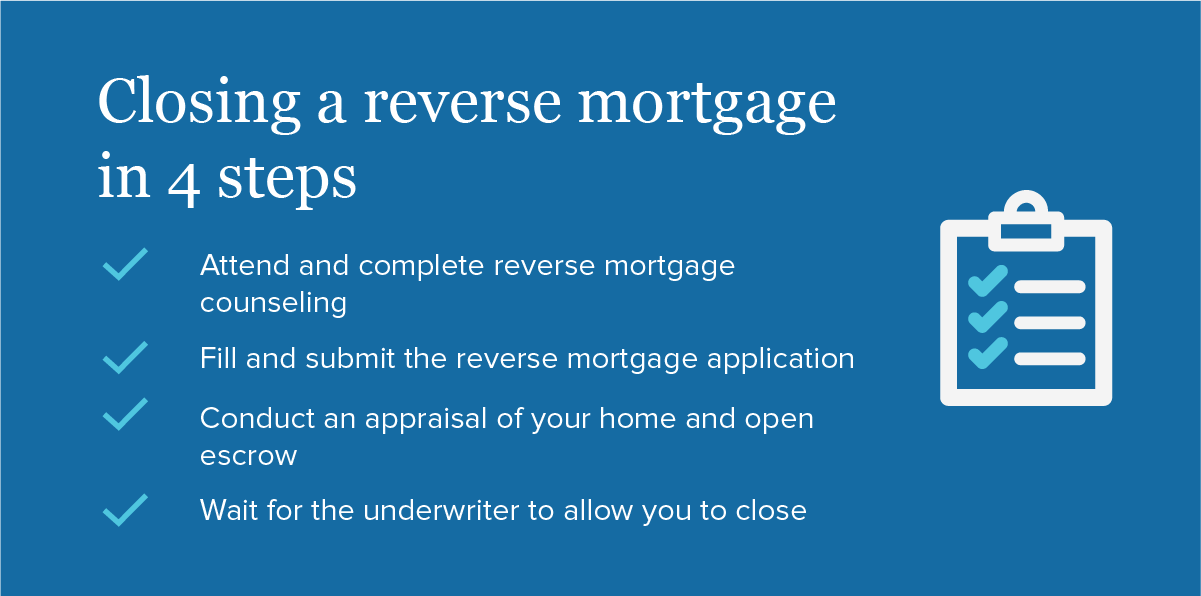 Closing a reverse mortgage
in 4 steps
Attend and complete reverse mortgage
counseling
Fill and submit the reverse mortgage application
Conduct an appraisal of your home and open
escrow
Wait for the underwriter to allow you to close